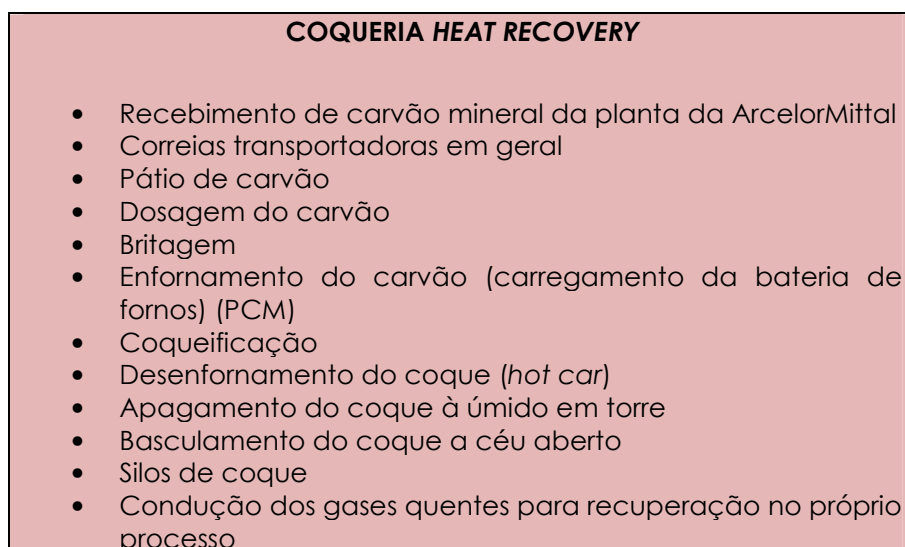 COQUERIA HEAT RECOVERY
• Recebimento de carvão mineral da planta da ArcelorMittal
• Correias transportadoras em geral
• Pátio de carvão
• Dosagem do carvão
• Britagem
• Enfornamento do carvão (carregamento da bateria de
fornos) (PCM)
• Coqueificação
• Desenfornamento do coque (hot car)
• Apagamento do coque à úmido em torre
• Basculamento do coque a céu aberto
• Silos de coque
• Condução dos gases quentes para recuperação no próprio
processo